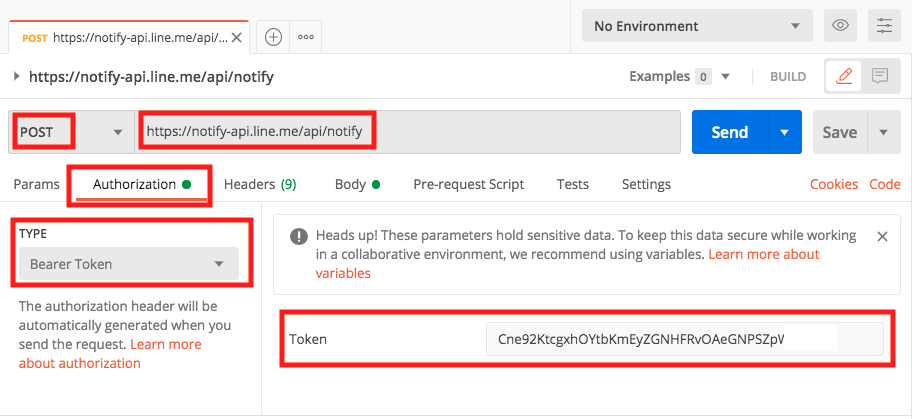 POST https://notify-api.line.me/api/...
No Environment
https://notify-api.line.me/api/notify
Examples 0
BUILD
POST
https://notify-api.line.me/api/notify
Send
Save
Params
Authorization
Headers (9)
Body
Pre-request Script
Tests
Settings
Cookies
Code
TYPE
Bearer Token
The authorization header will be
automatically generated when you
send the request. Learn more
about authorization
Heads up! These parameters hold sensitive data. To keep this data secure while working
in a collaborative environment, we recommend using variables. Learn more about
variables
Token
Cne92KtcgxhOYtbKmEyZGNHFRvOAeGNPSZpW